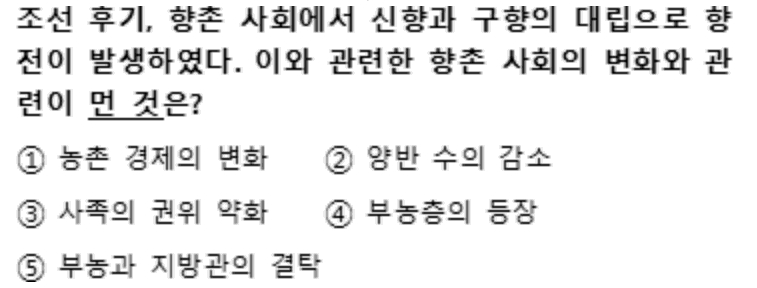 조선 후기, 향촌 사회에서 신향과 구향의 대립으로 향
전이 발생하였다. 이와 관련한 향촌 사회의 변화와 관
련이 먼 것은?
① 농촌 경제의 변화 ② 양반 수의 감소
③ 사족의 권위 약화 ④ 부농층의 등장
⑤ 부농과 지방관의 결탁